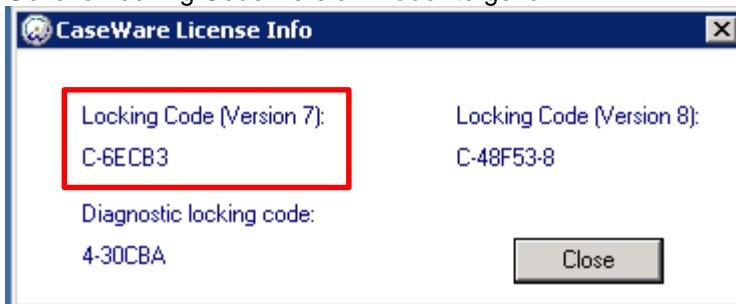 CaseWare License Info
Locking Code (Version 7):
C-6ECB3
Locking Code (Version 8):
C-48F53-8
Diagnostic locking code:
4-30CBA
Close